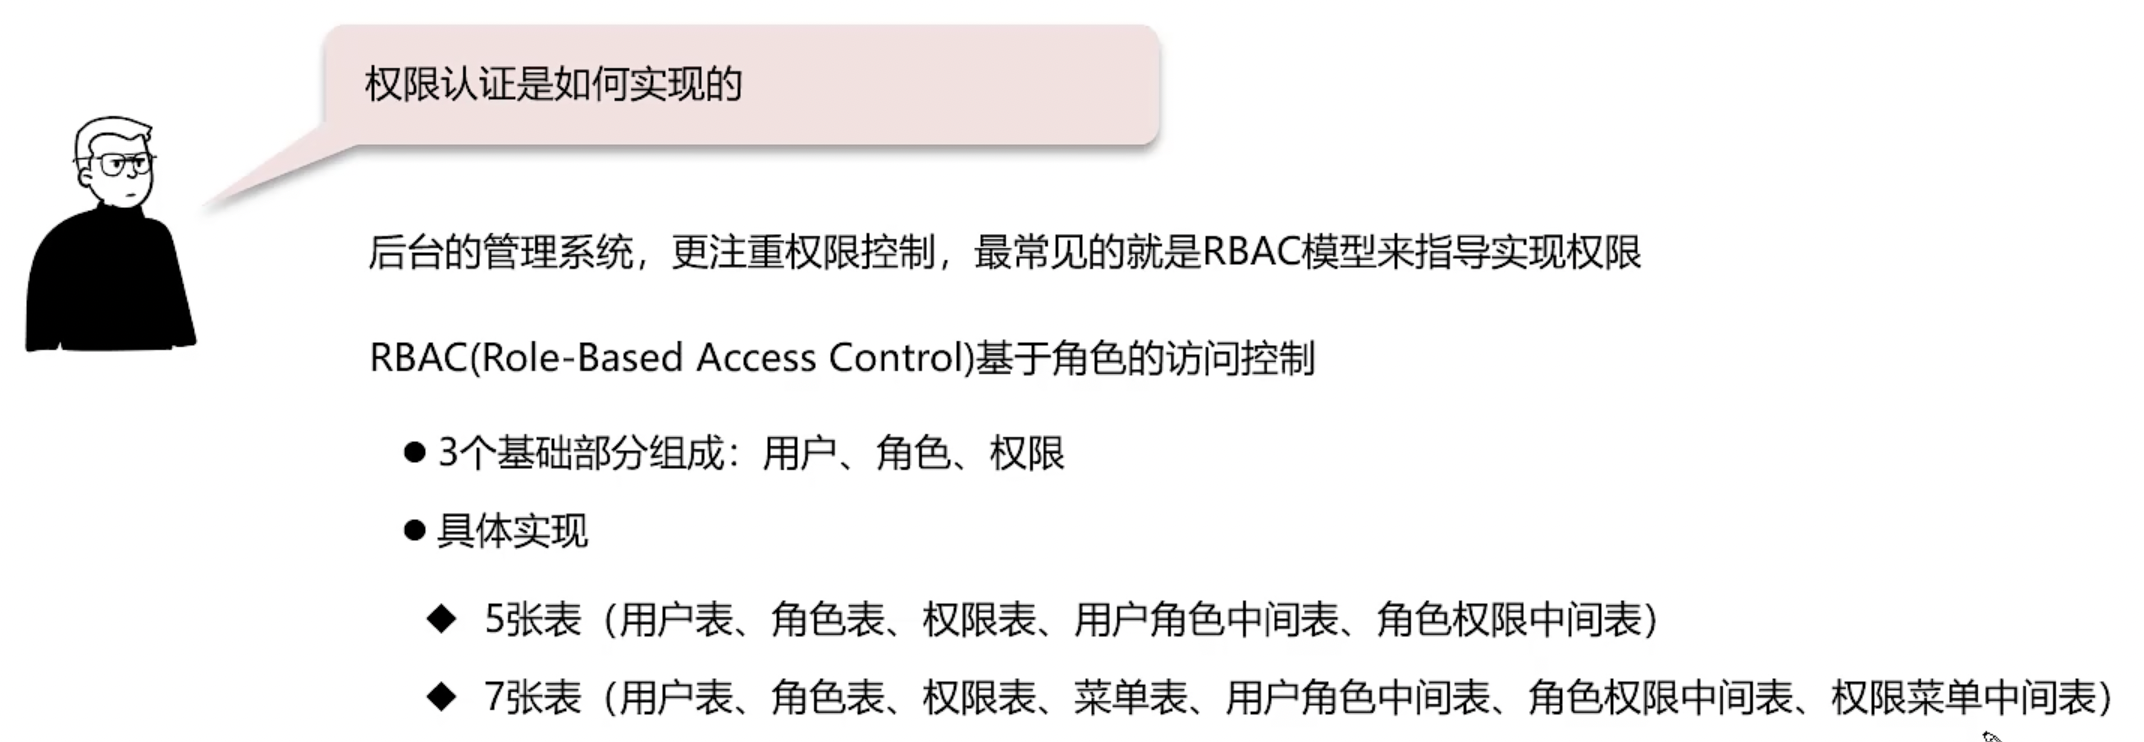 权限认证是如何实现的
后台的管理系统，更注重权限控制，最常见的就是RBAC模型来指导实现权限
RBAC(Role-Based Access Control)基于角色的访问控制
● 3个基础部分组成：用户、角色、权限
● 具体实现
◆ 5张表（用户表、角色表、权限表、用户角色中间表、角色权限中间表）
◆ 7张表（用户表、角色表、权限表、菜单表、用户角色中间表、角色权限中间表、权限菜单中间表）